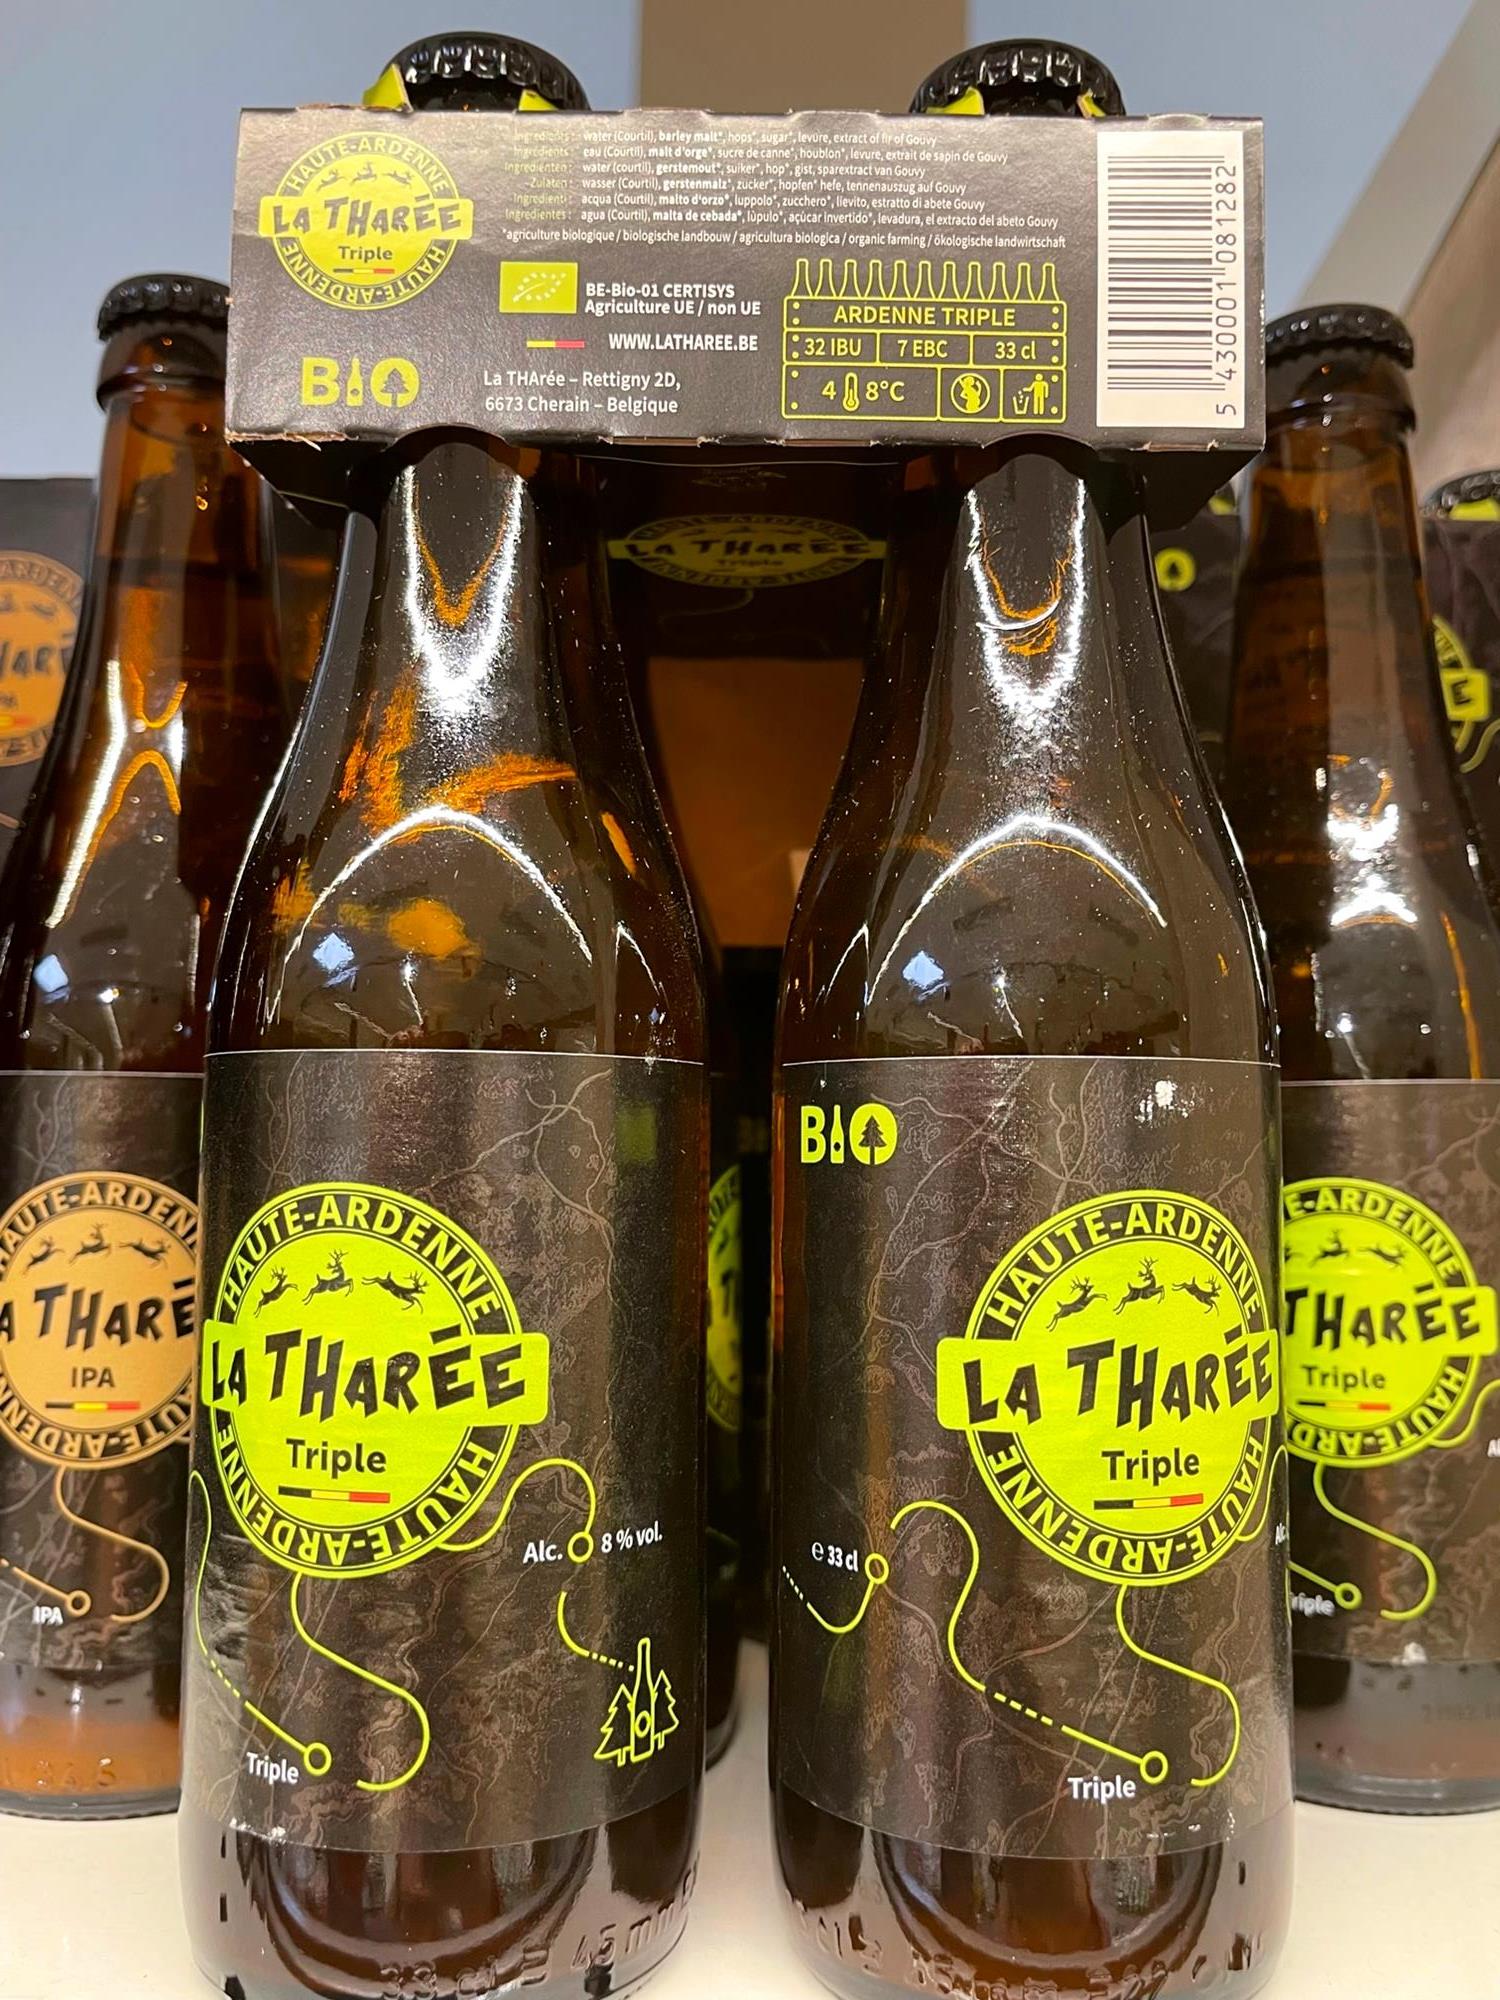 HAUTE-ARDENNE
LA THARÉE
Triple
HAUTE-ARDENNE
BIO
Ingredients : water (Courtil), barley malt*, hops*, sugar*, levure, extract of fir of Gouvy
Ingrédients : eau (Courtil), malt d'orge*, sucre de canne*, houblon*, levure, extrait de sapin de Gouvy
Ingrediënten : water (courtil), gerstemout*, suiker*, hop*, gist, sparextract van Gouvy
Zutaten : wasser (Courtil), gerstenmalz*, zucker*, hopfen* hefe, tennenauszug auf Gouvy
Ingredienti : acqua (Courtil), malto d'orzo*, luppolo*, zucchero*, lievito, estratto di abete Gouvy
Ingredientes : agua (Courtil), malta de cebada*, lùpulo*, açùcar invertido*, levadura, el extracto del abeto Gouvy
*agriculture biologique / biologische landbouw / agricultura biologica / organic farming / ökologische landwirtschaft
BE-Bio-01 CERTISYS
Agriculture UE / non UE
WWW.LATHAREE.BE
La THArée – Rettigny 2D,
6673 Cherain – Belgique
ARDENNE TRIPLE
32 IBU 7 EBC 33 cl
4 8°C
5 430001 081282
LA THARÉE
Triple
BIO
HAUTE-ARDENNE
LA THARÉE
Triple
HAUTE-ARDENNE
Alc. 8 % vol.
Triple
BIO
HAUTE-ARDENNE
LA THARÉE
Triple
HAUTE-ARDENNE
e 33 cl
Triple
HAUTE-ARDENNE
LA THARÉE
IPA
HAUTE-ARDENNE
IPA
HAUTE-ARDENNE
THARÉE
Triple
HAUTE-ARDENNE
Triple
33 cl
45 mm